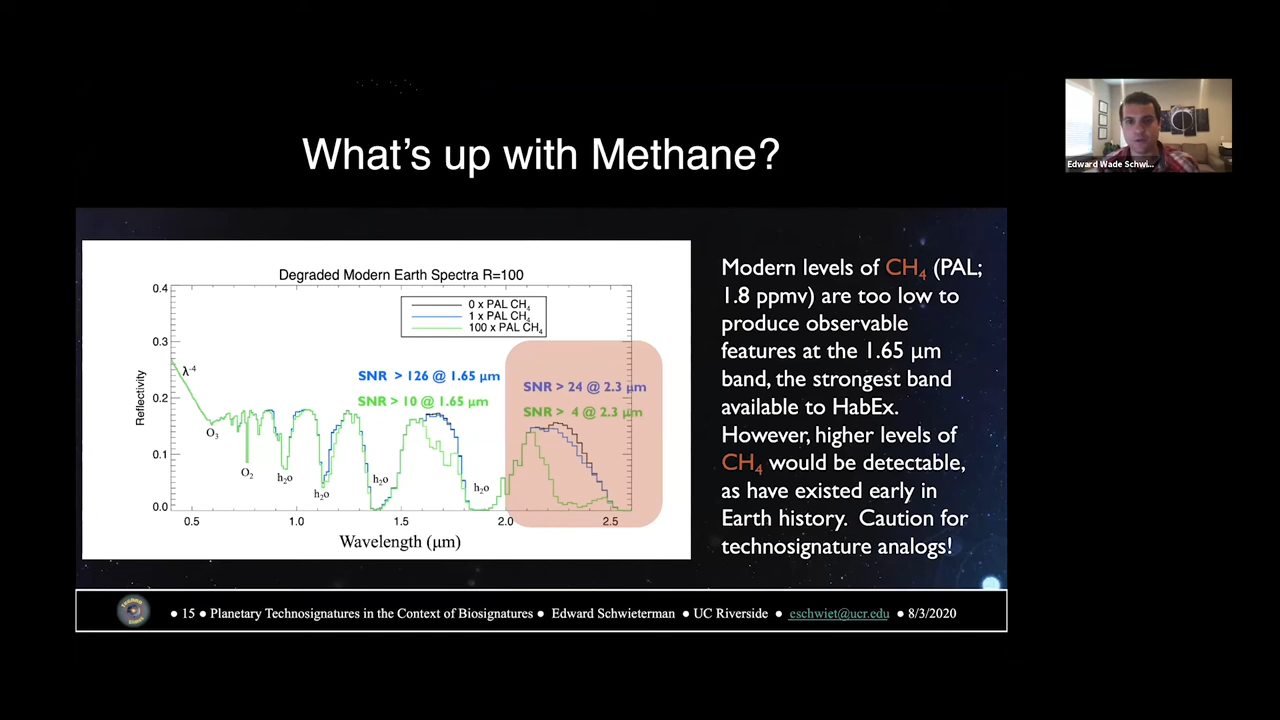 What's up with Methane?
Edward Wade Schwi...
Degraded Modern Earth Spectra R=100
0.4
0.3
0.2
0.1
0.0
Reflectivity
0 x PAL CH₄
1 x PAL CH₄
100 x PAL CH₄
λ⁻⁴
SNR > 126 @ 1.65 μm
SNR > 10 @ 1.65 μm
SNR > 24 @ 2.3 μm
SNR > 4 @ 2.3 μm
O₃
O₂
h₂o
h₂o
h₂o
h₂o
0.5 1.0 1.5 2.0 2.5
Wavelength (μm)
Modern levels of CH₄ (PAL;
1.8 ppmv) are too low to
produce observable
features at the 1.65 μm
band, the strongest band
available to HabEx.
However, higher levels of
CH₄ would be detectable,
as have existed early in
Earth history. Caution for
technosignature analogs!
• 15 • Planetary Technosignatures in the Context of Biosignatures • Edward Schwieterman • UC Riverside • eschwiet@ucr.edu • 8/3/2020